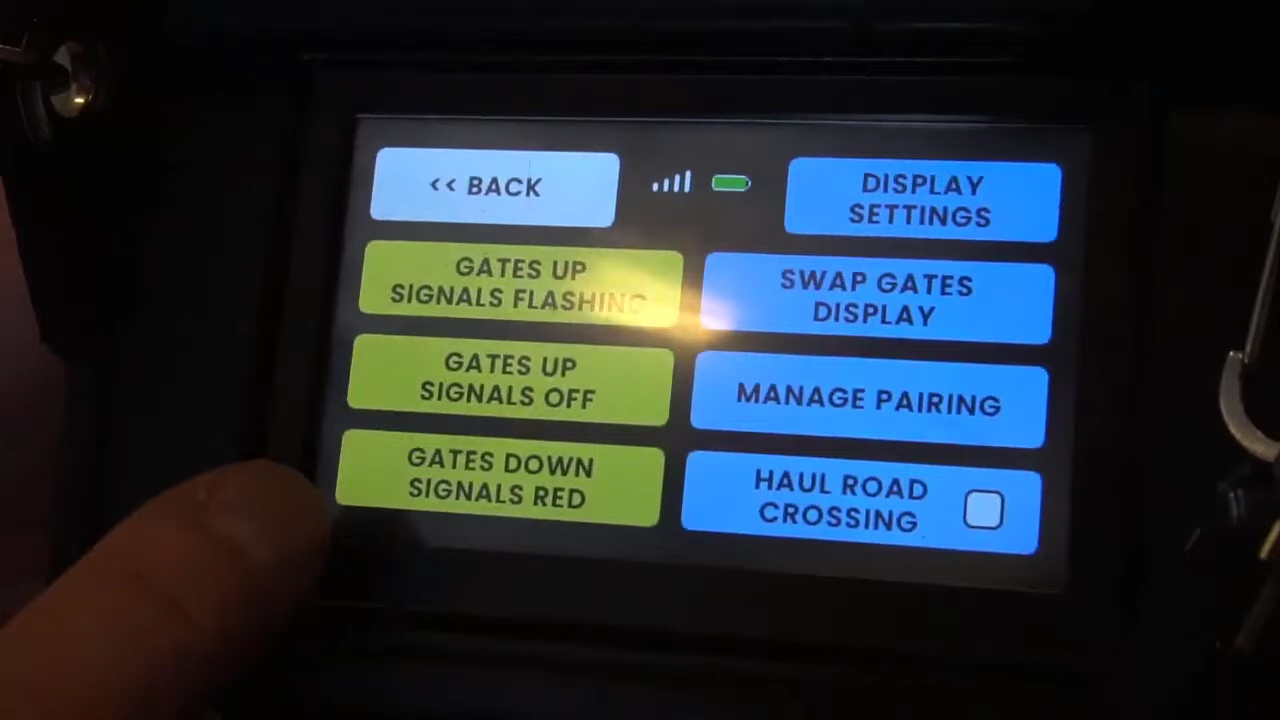 << BACK
DISPLAY
SETTINGS
GATES UP
SIGNALS FLASHING
SWAP GATES
DISPLAY
GATES UP
SIGNALS OFF
MANAGE PAIRING
GATES DOWN
SIGNALS RED
HAUL ROAD
CROSSING